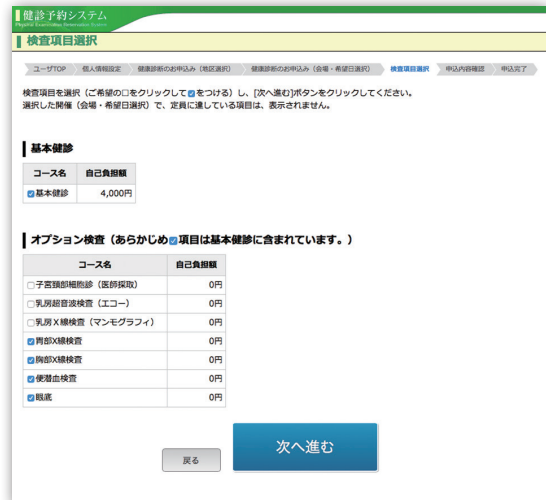 健診予約システム
Physical Examination Reservation System
検査項目選択
ユーザTOP 個人情報設定 健康診断のお申込み（地区選択） 健康診断のお申込み（会場・希望日選択） 検査項目選択 申込内容確認 申込完了
検査項目を選択（ご希望の□をクリックして☑をつける）し、[次へ進む]ボタンをクリックしてください。
選択した開催（会場・希望日選択）で、定員に達している項目は、表示されません。
基本健診
コース名 自己負担額
☑基本健診 4,000円
オプション検査（あらかじめ☑項目は基本健診に含まれています。）
コース名 自己負担額
□子宮頸部細胞診（医師採取） 0円
□乳房超音波検査（エコー） 0円
□乳房X線検査（マンモグラフィ） 0円
☑胃部X線検査 0円
☑胸部X線検査 0円
☑便潜血検査 0円
☑眼底 0円
戻る 次へ進む